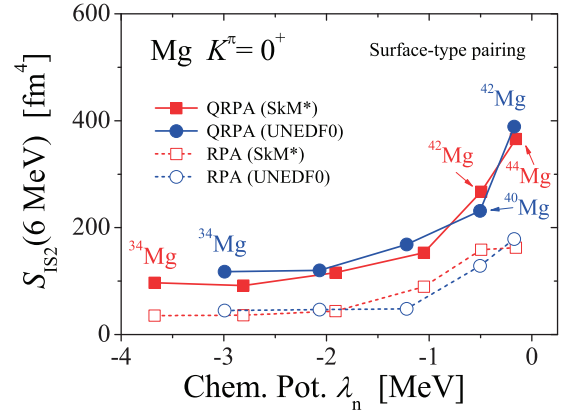 Mg K^π = 0^+
Surface-type pairing
QRPA (SkM*)
QRPA (UNEDF0)
RPA (SkM*)
RPA (UNEDF0)
^42Mg
^42Mg
^44Mg
^40Mg
^34Mg
^34Mg
S_IS2(6 MeV) [fm^4]
600
400
200
0
-4
-3
-2
-1
0
Chem. Pot. λ_n [MeV]